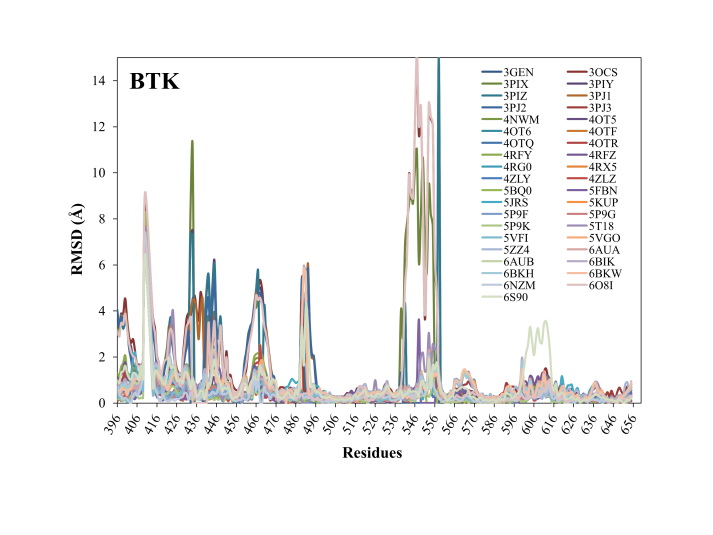 BTK
14
12
10
8
6
4
2
0
RMSD (Å)
3GEN 3OCS
3PIX 3PIY
3PIZ 3PJ1
3PJ2 3PJ3
4NWM 4OT5
4OT6 4OTF
4OTQ 4OTR
4RFY 4RFZ
4RG0 4RX5
4ZLY 4ZLZ
5BQ0 5FBN
5JRS 5KUP
5P9F 5P9G
5P9K 5T18
5VFI 5VGO
5ZZ4 6AUA
6AUB 6BIK
6BKH 6BKW
6NZM 6O8I
6S90
396 406 416 426 436 446 456 466 476 486 496 506 516 526 536 546 556 566 576 586 596 606 616 626 636 646 656
Residues